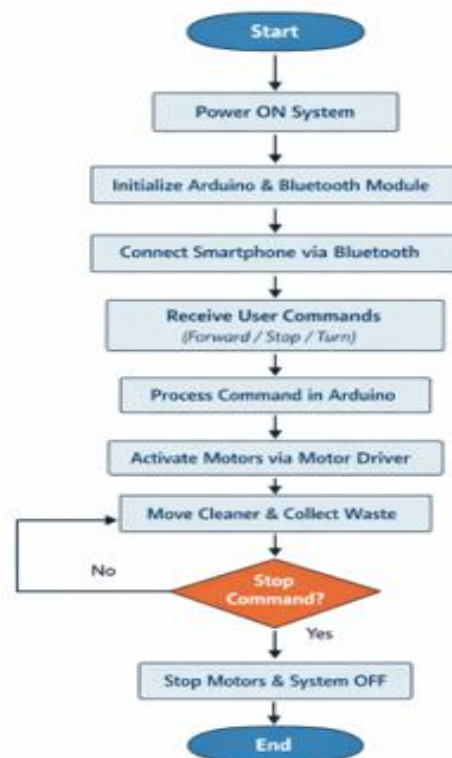 Start
Power ON System
Initialize Arduino & Bluetooth Module
Connect Smartphone via Bluetooth
Receive User Commands
(Forward / Stop / Turn)
Process Command in Arduino
Activate Motors via Motor Driver
Move Cleaner & Collect Waste
Stop
Command?
No
Yes
Stop Motors & System OFF
End